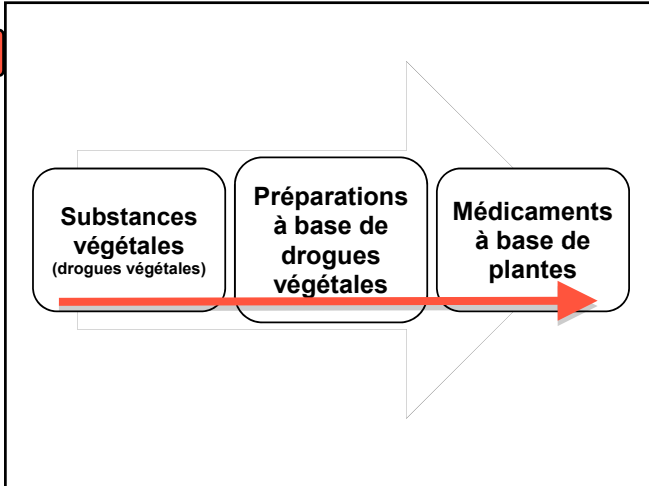 Substances
végétales
(drogues végétales)
Préparations
à base de
drogues
végétales
Médicaments
à base de
plantes